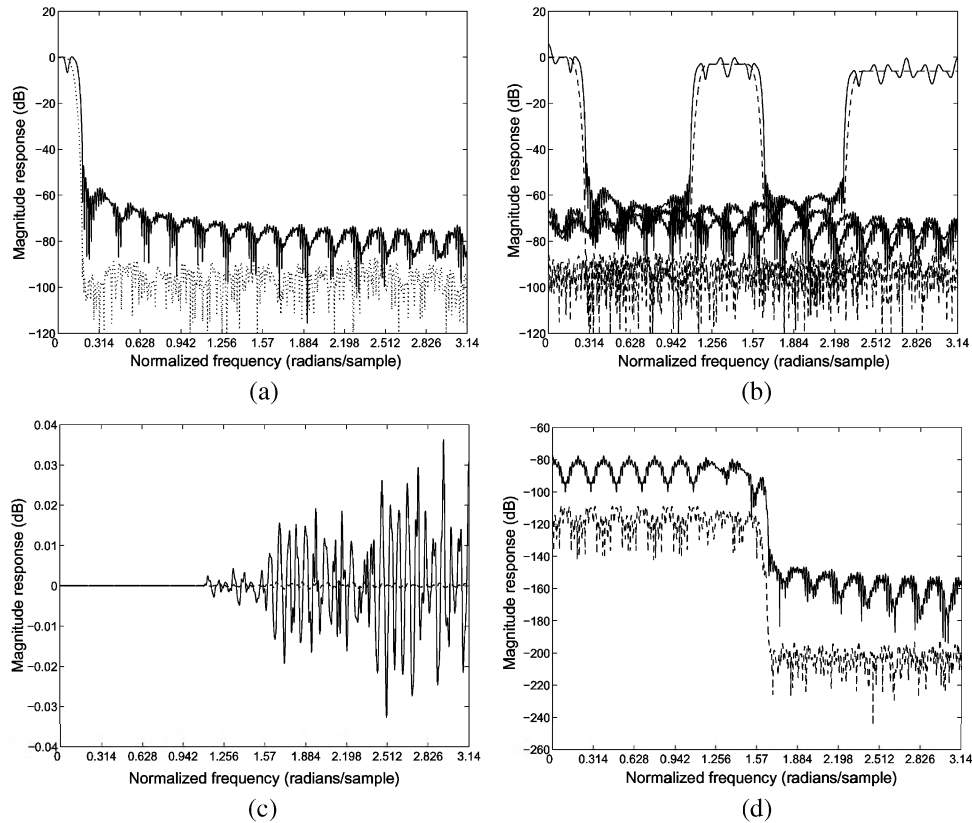 20
0
−20
−40
−60
−80
−100
−120
Magnitude response (dB)
0 0.314 0.628 0.942 1.256 1.57 1.884 2.198 2.512 2.826 3.14
Normalized frequency (radians/sample)
(a)
20
0
−20
−40
−60
−80
−100
−120
Magnitude response (dB)
0 0.314 0.628 0.942 1.256 1.57 1.884 2.198 2.512 2.826 3.14
Normalized frequency (radians/sample)
(b)
0.04
0.03
0.02
0.01
0
−0.01
−0.02
−0.03
−0.04
Magnitude response (dB)
0 0.314 0.628 0.942 1.256 1.57 1.884 2.198 2.512 2.826 3.14
Normalized frequency (radians/sample)
(c)
−60
−80
−100
−120
−140
−160
−180
−200
−220
−240
−260
Magnitude response (dB)
0 0.314 0.628 0.942 1.256 1.57 1.884 2.198 2.512 2.826 3.14
Normalized frequency (radians/sample)
(d)